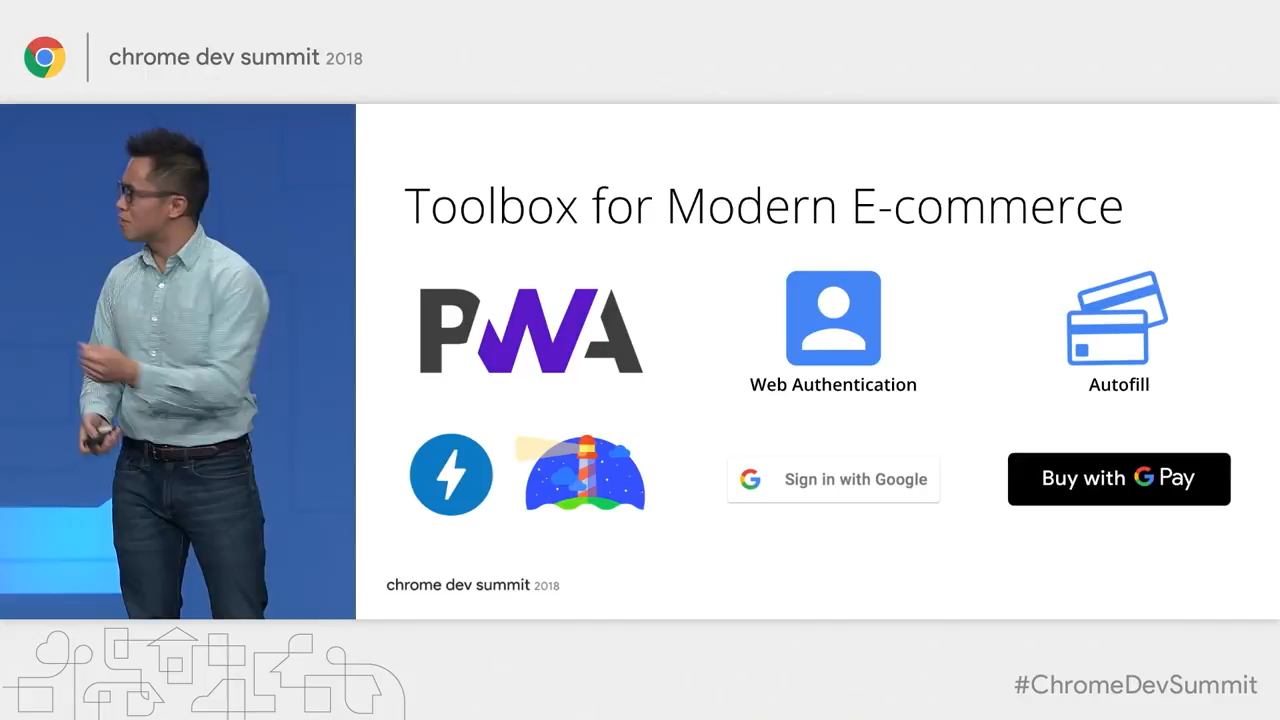 chrome dev summit 2018
Toolbox for Modern E-commerce
PWA
Web Authentication
Autofill
G Sign in with Google
Buy with G Pay
chrome dev summit 2018
#ChromeDevSummit